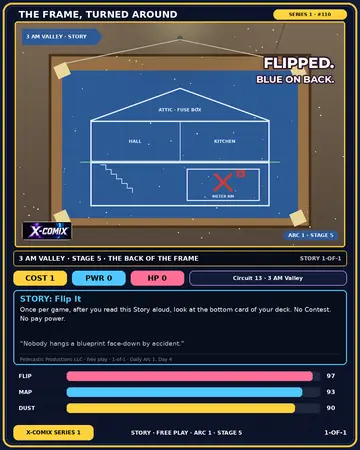 THE FRAME, TURNED AROUND
SERIES 1 · #110
3 AM VALLEY · STORY
FLIPPED.
BLUE ON BACK.
ATTIC · FUSE BOX
HALL
KITCHEN
METER RM
X-COMIX
ARC 1 · STAGE 5
3 AM VALLEY · STAGE 5 · THE BACK OF THE FRAME
STORY 1-OF-1
COST 1
PWR 0
HP 0
Circuit 13 · 3 AM Valley
STORY: Flip It
Once per game, after you read this Story aloud, look at the bottom card of your deck. No Contest.
No pay power.
"Nobody hangs a blueprint face-down by accident."
Productions LLC · free play · 1-of-1 · Daily Arc 1, Day 4
FLIP
97
MAP
93
DUST
90
X-COMIX SERIES 1
STORY · FREE PLAY · ARC 1 · STAGE 5
1-OF-1